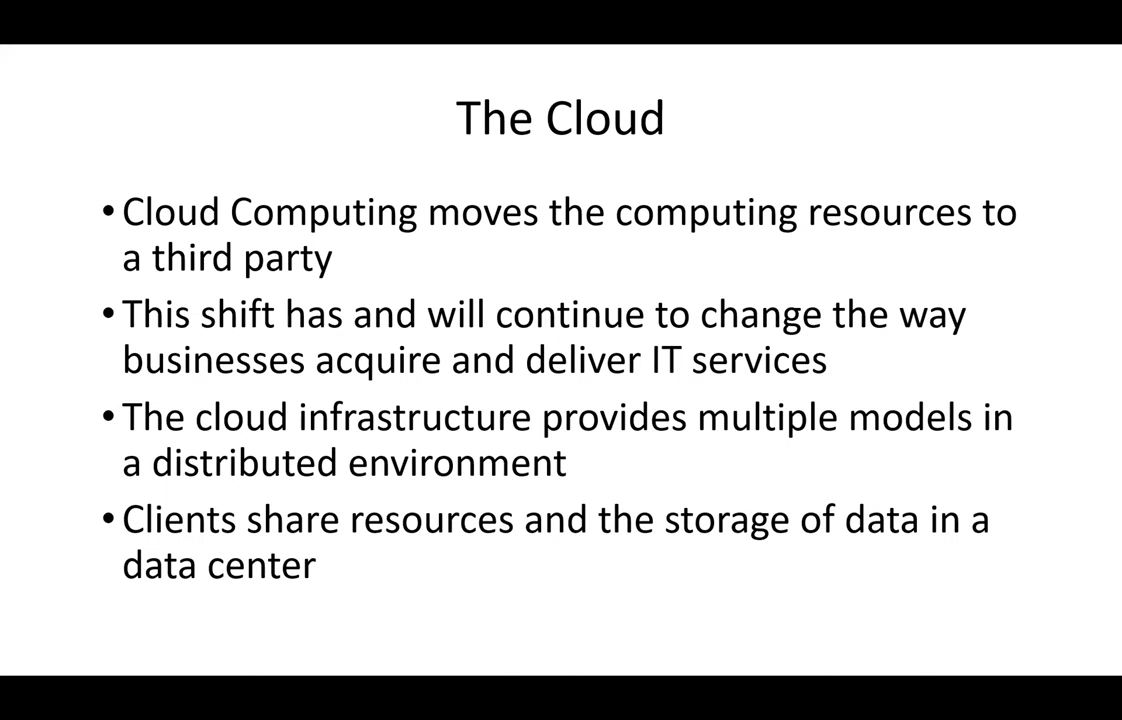 The Cloud
•Cloud Computing moves the computing resources to
a third party
•This shift has and will continue to change the way
businesses acquire and deliver IT services
•The cloud infrastructure provides multiple models in
a distributed environment
•Clients share resources and the storage of data in a
data center